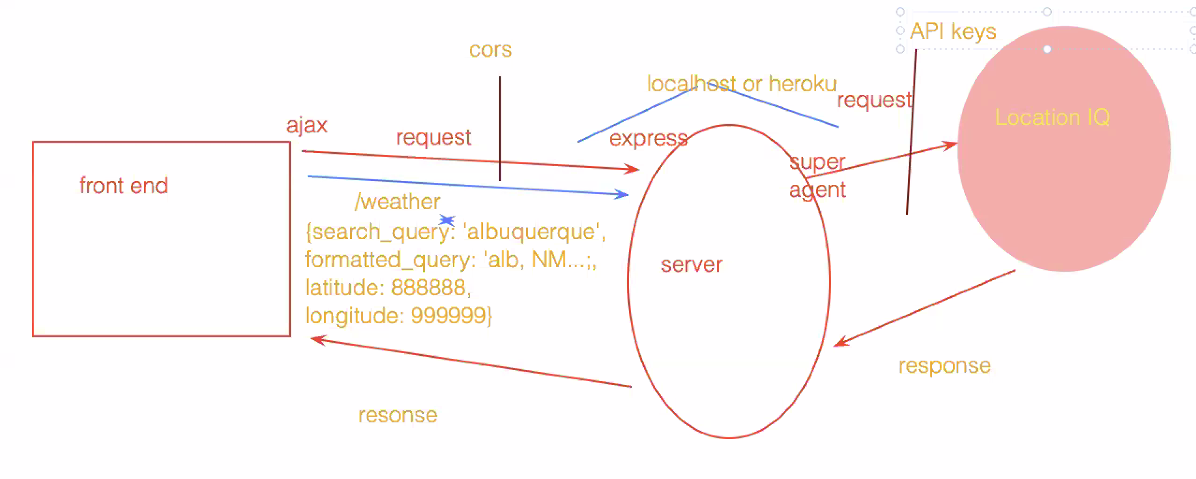 API keys
cors
localhost or heroku
request
Location IQ
ajax
request
express
super
agent
front end
/weather
{search_query: 'albuquerque',
formatted_query: 'alb, NM...;,
latitude: 888888,
longitude: 999999}
server
response
resonse